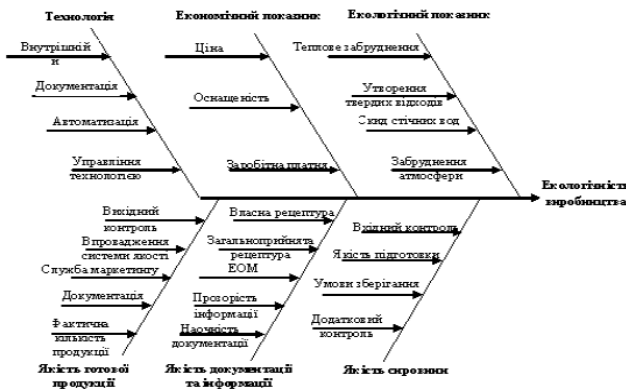 Технологія
Економічний показник
Екологічний показник
Внутрішній
и
Документація
Автоматизація
Управління
технологією
Ціна
Оснащеність
Заробітна платня
Теплове забруднення
Утворення
твердих відходів
Скид стічних вод
Забруднення
атмосфери
Екологічність
виробництва
Вихідний
контроль
Впровадження
системи якості
Служба маркетингу
Документація
Фактична
кількість
продукції
Власна рецептура
Загальноприйнята
рецептура
ЕОМ
Прозорість
інформації
Наочність
документації
Вхідний контроль
Якість підготовки
Умови зберігання
Додатковий
контроль
Якість готової
продукції
Якість документації
та інформації
Якість сировини